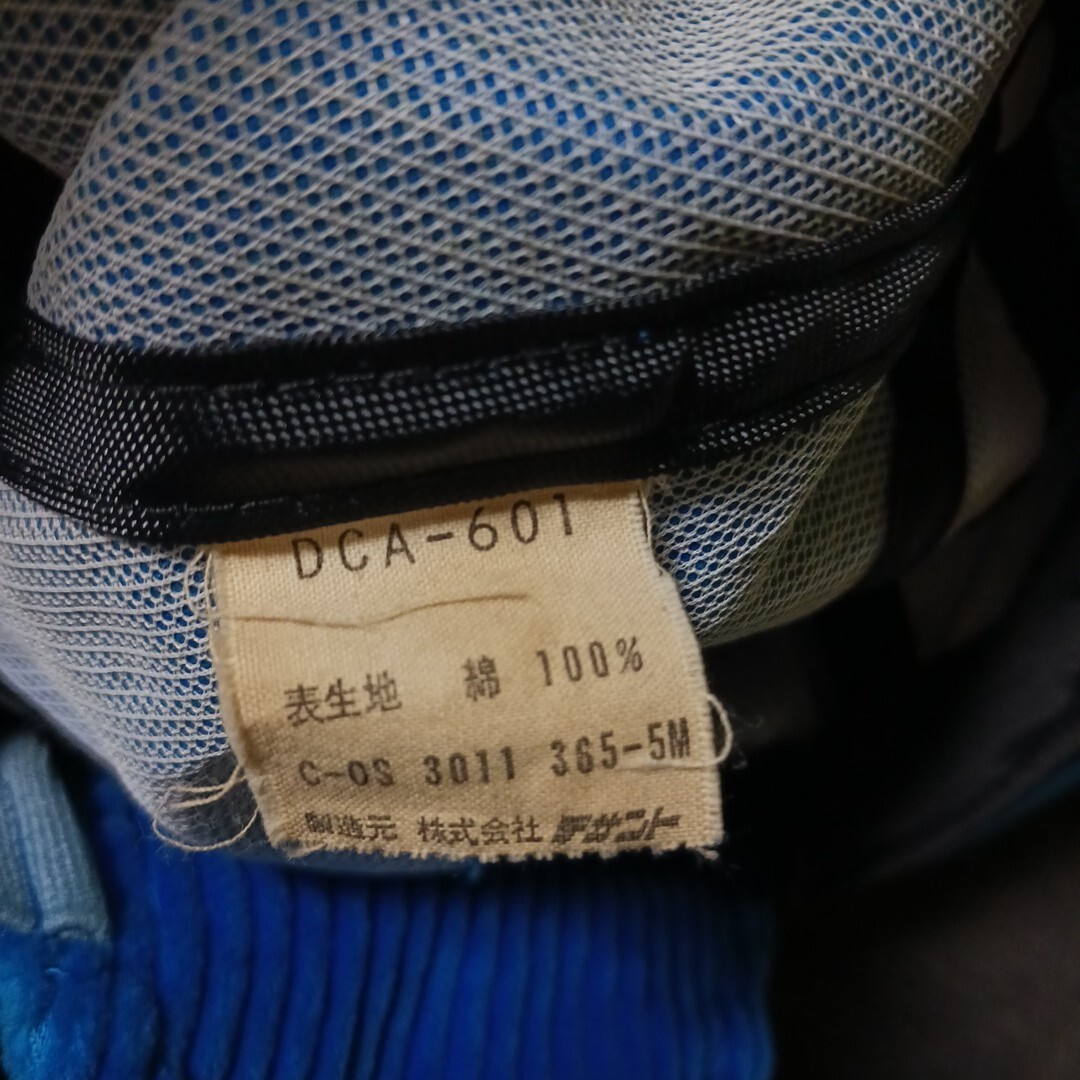 DCA-601
表生地 綿 100%
C-OS 3011 365-5M
製造元 株式会社 デサント